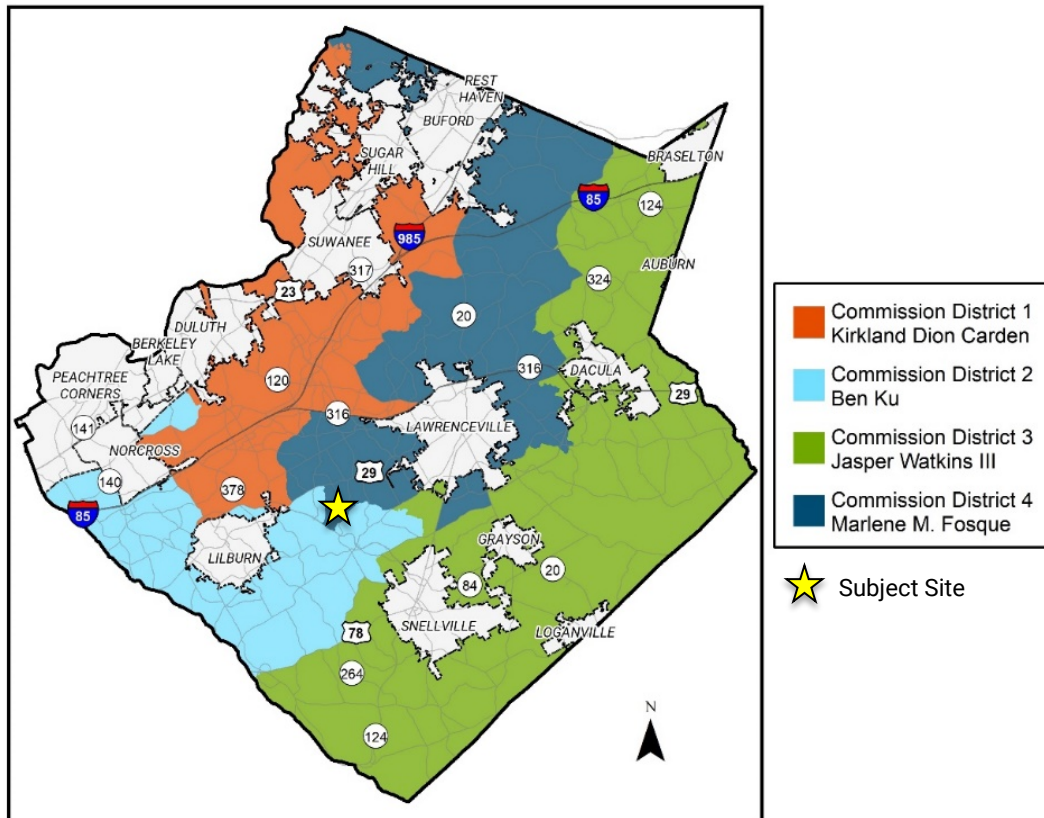 REST
HAVEN
BUFORD
SUGAR
HILL
BRASELTON
85
124
SUWANEE
985
317
AUBURN
324
23
20
DULUTH
BERKELEY
LAKE
PEACHTREE
CORNERS
120
316
DACULA
29
141
316
LAWRENCEVILLE
NORCROSS
29
140
378
85
LILBURN
GRAYSON
84
20
SNELLVILLE
LOGANVILLE
78
264
124
N
Commission District 1
Kirkland Dion Carden
Commission District 2
Ben Ku
Commission District 3
Jasper Watkins III
Commission District 4
Marlene M. Fosque
Subject Site